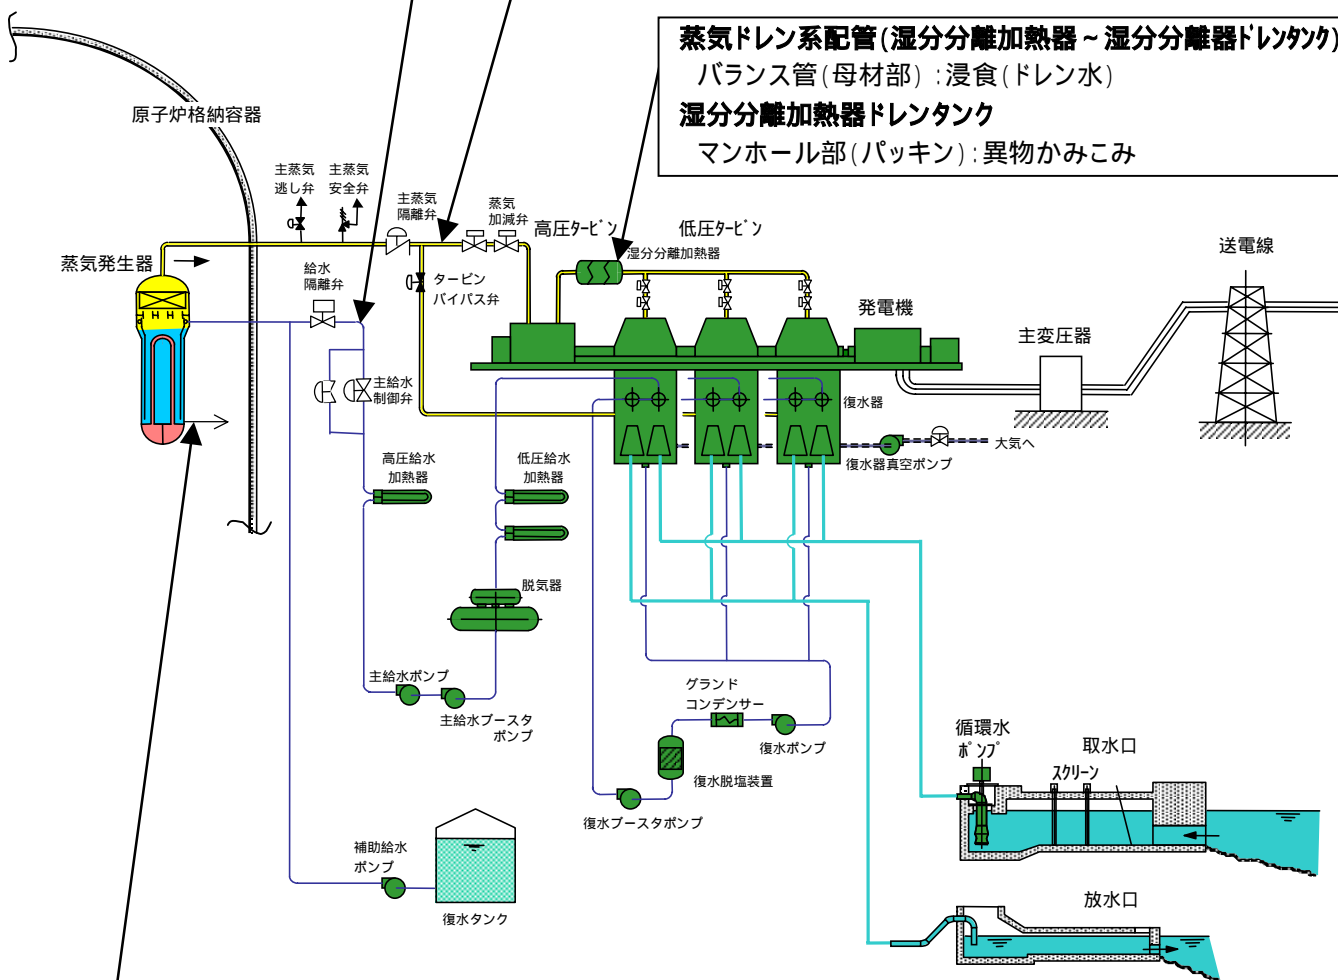 蒸気ドレン系配管(湿分分離加熱器~湿分分離器ドレンタンク)
バランス管(母材部):浸食(ドレン水)
湿分分離加熱器ドレンタンク
マンホール部(パッキン):異物かみこみ
原子炉格納容器
主蒸気
逃し弁
主蒸気
安全弁
主蒸気
隔離弁
蒸気
加減弁
高圧タービン
低圧タービン
湿分分離加熱器
蒸気発生器
給水
隔離弁
タービン
バイパス弁
発電機
送電線
主変圧器
主給水
制御弁
復水器
大気へ
復水器真空ポンプ
高圧給水
加熱器
低圧給水
加熱器
脱気器
主給水ポンプ
主給水ブースタ
ポンプ
グランド
コンデンサー
復水ポンプ
復水脱塩装置
復水ブースタポンプ
循環水
ポンプ
取水口
スクリーン
補助給水
ポンプ
復水タンク
放水口